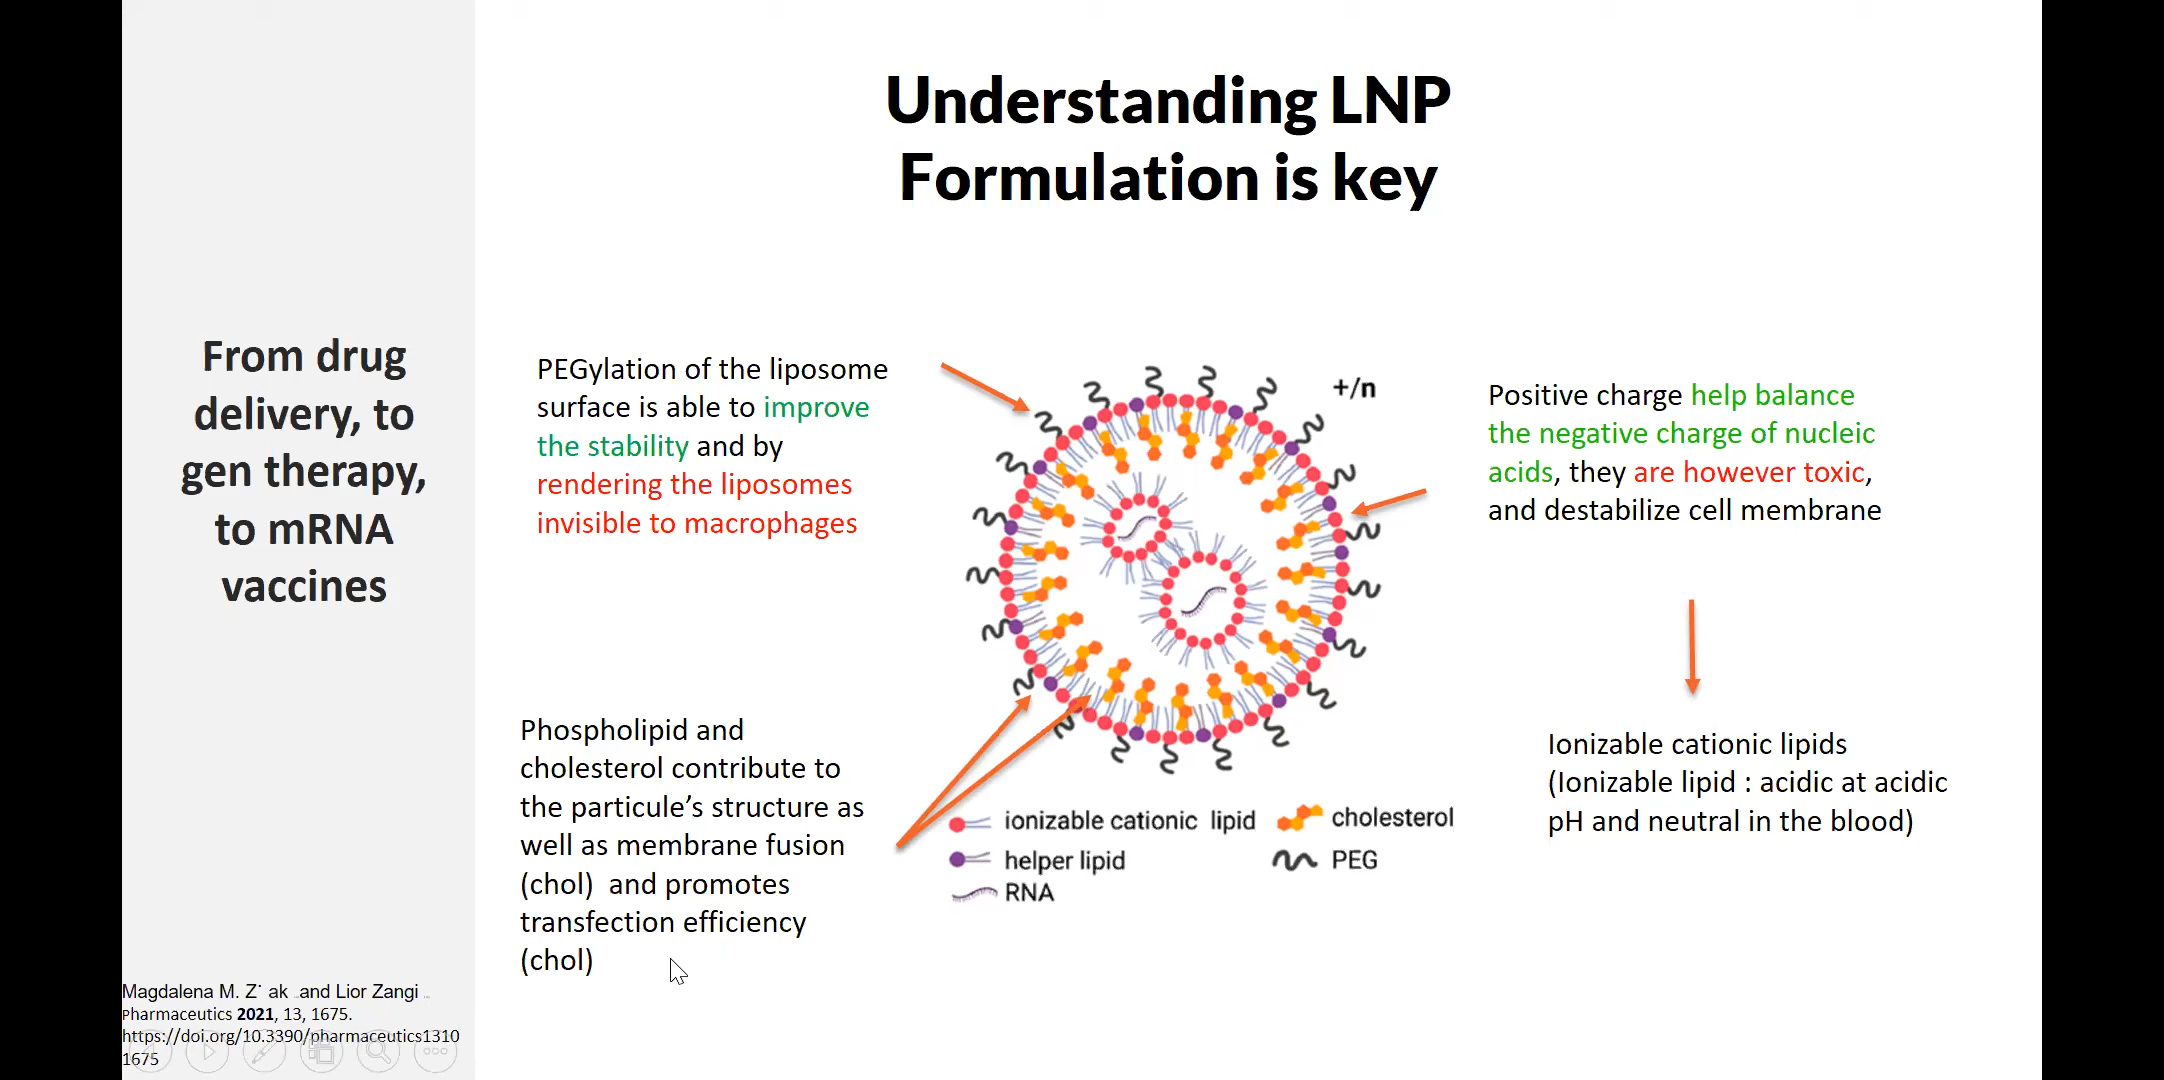 Understanding LNP
Formulation is key
From drug
delivery, to
gen therapy,
to mRNA
vaccines
PEGylation of the liposome
surface is able to improve
the stability and by
rendering the liposomes
invisible to macrophages
Phospholipid and
cholesterol contribute to
the particule’s structure as
well as membrane fusion
(chol) and promotes
transfection efficiency
(chol)
+/n
ionizable cationic lipid
helper lipid
RNA
cholesterol
PEG
Positive charge help balance
the negative charge of nucleic
acids, they are however toxic,
and destabilize cell membrane
Ionizable cationic lipids
(Ionizable lipid : acidic at acidic
pH and neutral in the blood)
Magdalena M. Z˙ ak and Lior Zangi
Pharmaceutics 2021, 13, 1675.
https://doi.org/10.3390/pharmaceutics1310
1675